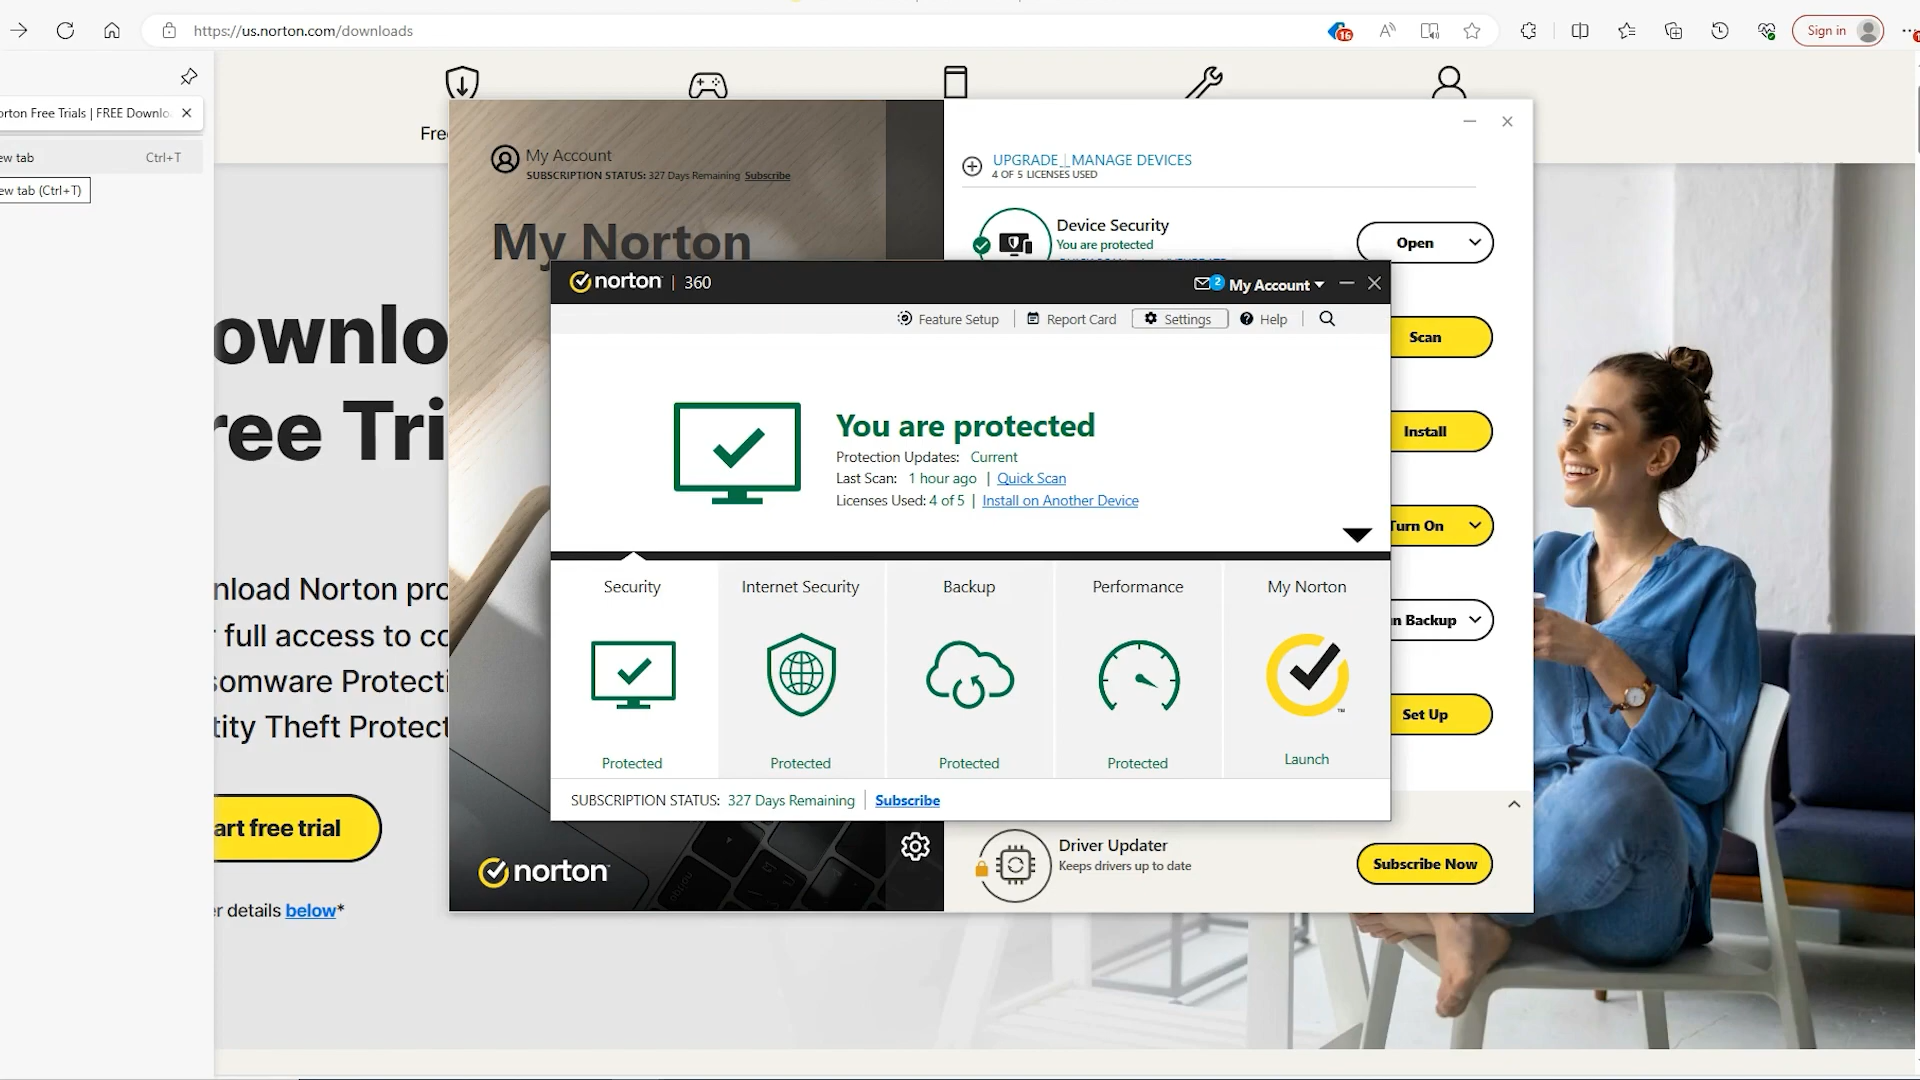 https://us.norton.com/downloads
16
Sign in
orton Free Trials | FREE Downlo
ew tab
Ctrl+T
ew tab (Ctrl+T)
Fre
My Account
SUBSCRIPTION STATUS: 327 Days Remaining Subscribe
My Norton
UPGRADE | MANAGE DEVICES
4 OF 5 LICENSES USED
Device Security
You are protected
Open
Scan
Install
Turn On
n Backup
Set Up
norton | 360
2
My Account
Feature Setup
Report Card
Settings
Help
You are protected
Protection Updates: Current
Last Scan: 1 hour ago | Quick Scan
Licenses Used: 4 of 5 | Install on Another Device
Security
Internet Security
Backup
Performance
My Norton
Protected
Protected
Protected
Protected
Launch
SUBSCRIPTION STATUS: 327 Days Remaining
Subscribe
norton
Driver Updater
Keeps drivers up to date
Subscribe Now
ownlo
ree Tri
nload Norton pro
r full access to co
somware Protecti
tity Theft Protect
art free trial
er details below*